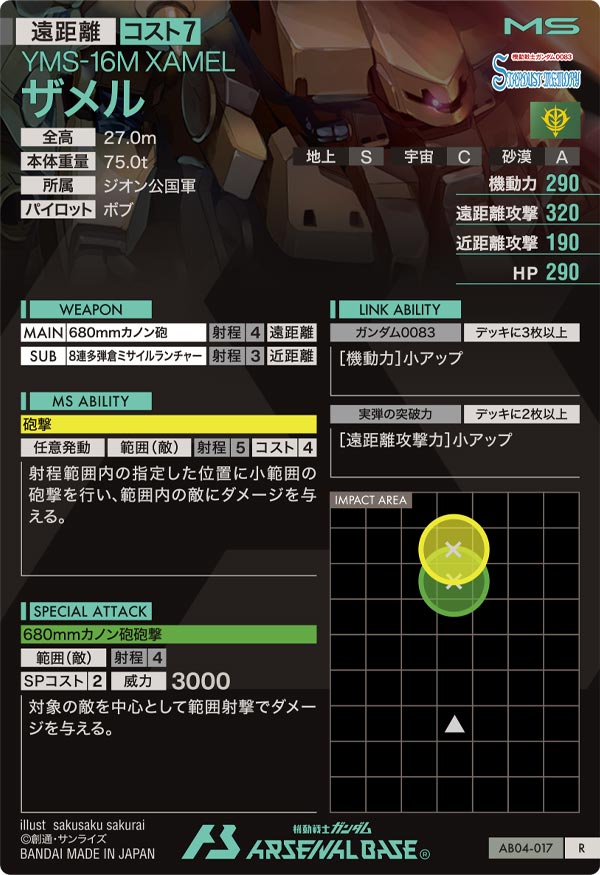 遠距離 コスト7
MS
YMS-16M XAMEL
ザメル
機動戦士ガンダム0083
STARDUST MEMORY
全高 27.0m
本体重量 75.0t
所属 ジオン公国軍
パイロット ボブ
地上 S 宇宙 C 砂漠 A
機動力 290
遠距離攻撃 320
近距離攻撃 190
HP 290
WEAPON
MAIN 680mmカノン砲 射程 4 遠距離
SUB 8連多弾倉ミサイルランチャー 射程 3 近距離
MS ABILITY
砲撃
任意発動 範囲(敵) 射程 5 コスト 4
射程範囲内の指定した位置に小範囲の
砲撃を行い、範囲内の敵にダメージを与
える。
SPECIAL ATTACK
680mmカノン砲砲撃
範囲(敵) 射程 4
SPコスト 2 威力 3000
対象の敵を中心として範囲射撃でダメー
ジを与える。
LINK ABILITY
ガンダム0083 デッキに3枚以上
[機動力]小アップ
実弾の突破力 デッキに2枚以上
[遠距離攻撃力]小アップ
IMPACT AREA
illust sakusaku sakurai
©創通・サンライズ
BANDAI MADE IN JAPAN
機動戦士ガンダム
ARSENAL BASE®
AB04-017 R